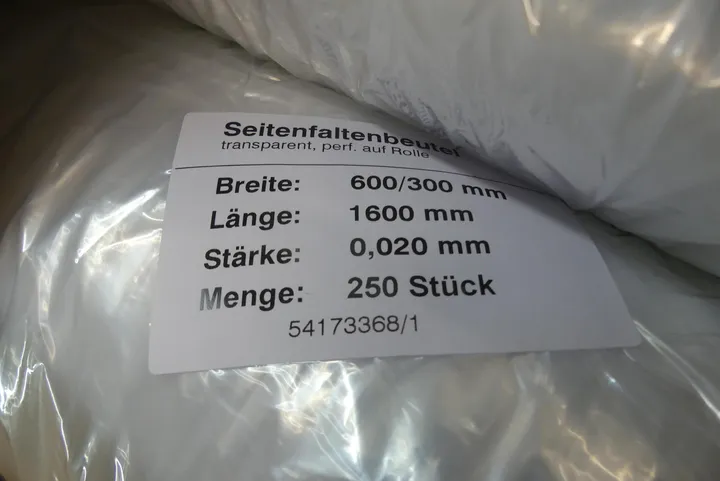 Seitenfaltenbeutel
transparent, perf. auf Rolle
Breite: 600/300 mm
Länge: 1600 mm
Stärke: 0,020 mm
Menge: 250 Stück
54173368/1